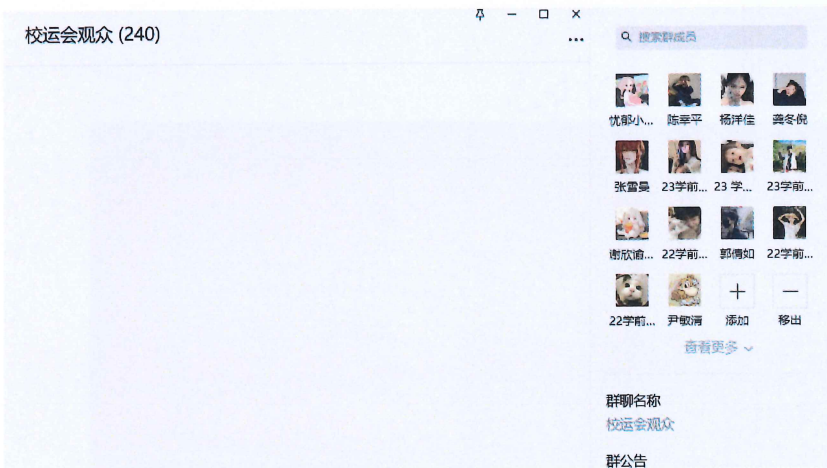 校运会观众 (240)
搜索群成员
忧郁小... 陈幸平 杨洋佳 龚冬倪
张雪曼 23学前... 23 学... 23学前...
谢欣谕... 22学前... 郭倩如 22学前...
22学前... 尹敏清 添加 移出
查看更多
群聊名称
校运会观众
群公告